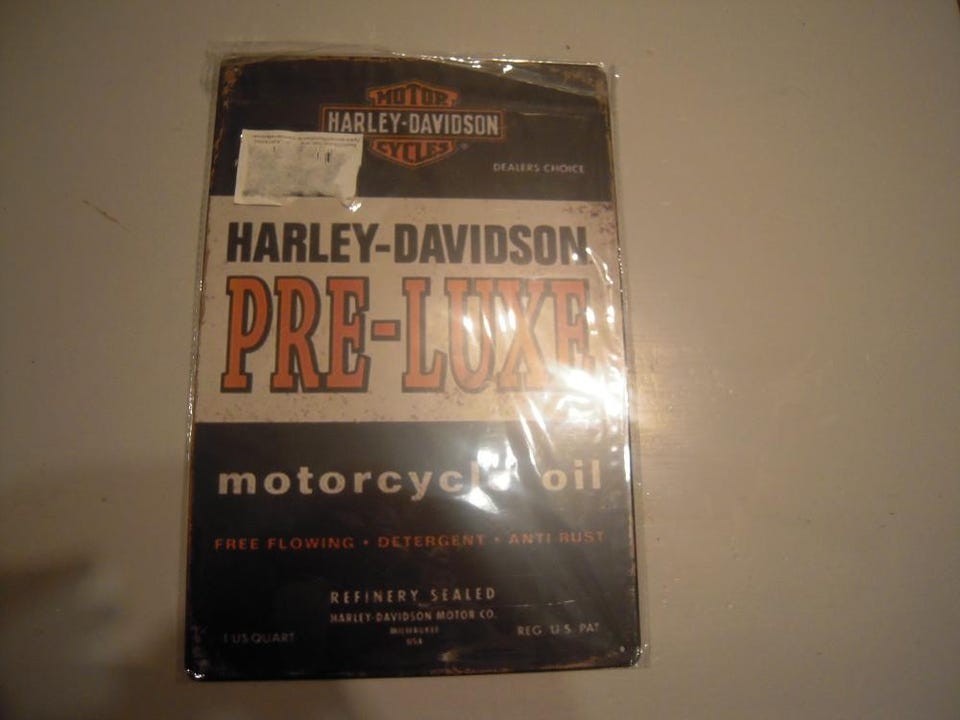 MOTOR
HARLEY-DAVIDSON
CYCLES
DEALERS CHOICE
HARLEY-DAVIDSON
PRE-LUXE
motorcycle oil
FREE FLOWING • DETERGENT • ANTI RUST
REFINERY SEALED
HARLEY-DAVIDSON MOTOR CO.
MILWAUKEE
USA
1 US QUART
REG. U.S. PAT